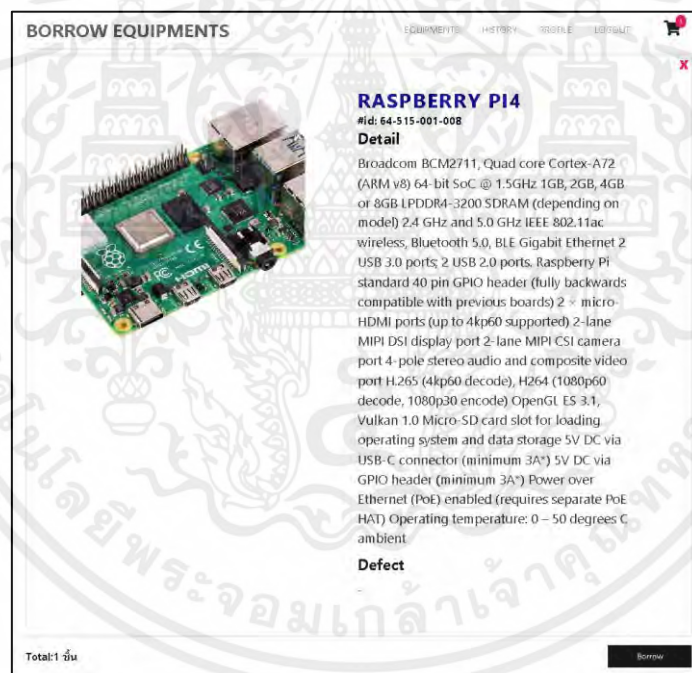 BORROW EQUIPMENTS
EQUIPMENTS HISTORY PROFILE LOGOUT
X
RASPBERRY PI4
#id: 64-515-001-008
Detail
Broadcom BCM2711, Quad core Cortex-A72
(ARM v8) 64-bit SoC @ 1.5GHz 1GB, 2GB, 4GB
or 8GB LPDDR4-3200 SDRAM (depending on
model) 2.4 GHz and 5.0 GHz IEEE 802.11ac
wireless, Bluetooth 5.0, BLE Gigabit Ethernet 2
USB 3.0 ports; 2 USB 2.0 ports. Raspberry Pi
standard 40 pin GPIO header (fully backwards
compatible with previous boards) 2 × micro-
HDMI ports (up to 4kp60 supported) 2-lane
MIPI DSI display port 2-lane MIPI CSI camera
port 4-pole stereo audio and composite video
port H.265 (4kp60 decode), H264 (1080p60
decode, 1080p30 encode) OpenGL ES 3.1,
Vulkan 1.0 Micro-SD card slot for loading
operating system and data storage 5V DC via
USB-C connector (minimum 3A*) 5V DC via
GPIO header (minimum 3A*) Power over
Ethernet (PoE) enabled (requires separate PoE
HAT) Operating temperature: 0 – 50 degrees C
ambient
Defect
-
HDMI
Total:1 ชิ้น
Borrow